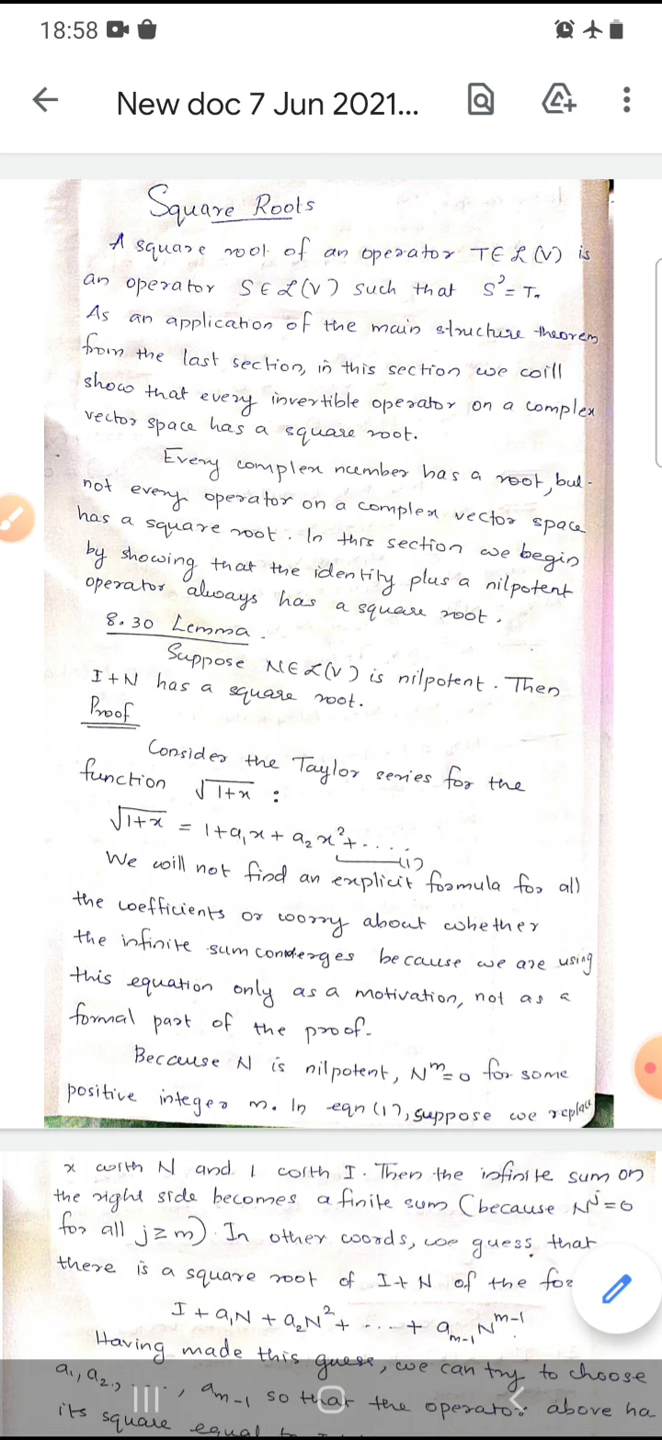 18:58
New doc 7 Jun 2021...
Square Roots
A square root of an operator T∈ℒ(V) is
an operator S∈ℒ(V) such that S²=T.
As an application of the main structure theorem
from the last section, in this section we will
show that every invertible operator on a complex
vector space has a square root.
Every complex number has a root, but
not every operator on a complex vector space
has a square root. In this section we begin
by showing that the identity plus a nilpotent
operator always has a square root.
8.30 Lemma.
Suppose N∈ℒ(V) is nilpotent. Then
I+N has a square root.
Proof
Consider the Taylor series for the
function √1+x :
√1+x = 1+a₁x+a₂x²+....
(1)
We will not find an explicit formula for all
the coefficients or worry about whether
the infinite sum converges because we are using
this equation only as a motivation, not as a
formal part of the proof.
Because N is nilpotent, Nᵐ=0 for some
positive integer m. In eqn (1), suppose we replace
x with N and 1 with I. Then the infinite sum on
the right side becomes a finite sum (because Nʲ=0
for all j≥m). In other words, we guess that
there is a square root of I+N of the
I+a₁N+a₂N²+...+aₘ₋₁Nᵐ⁻¹.
Having made this guess, we can try to choose
a₁,a₂,....,aₘ₋₁ so that the operator above ha
its square equal